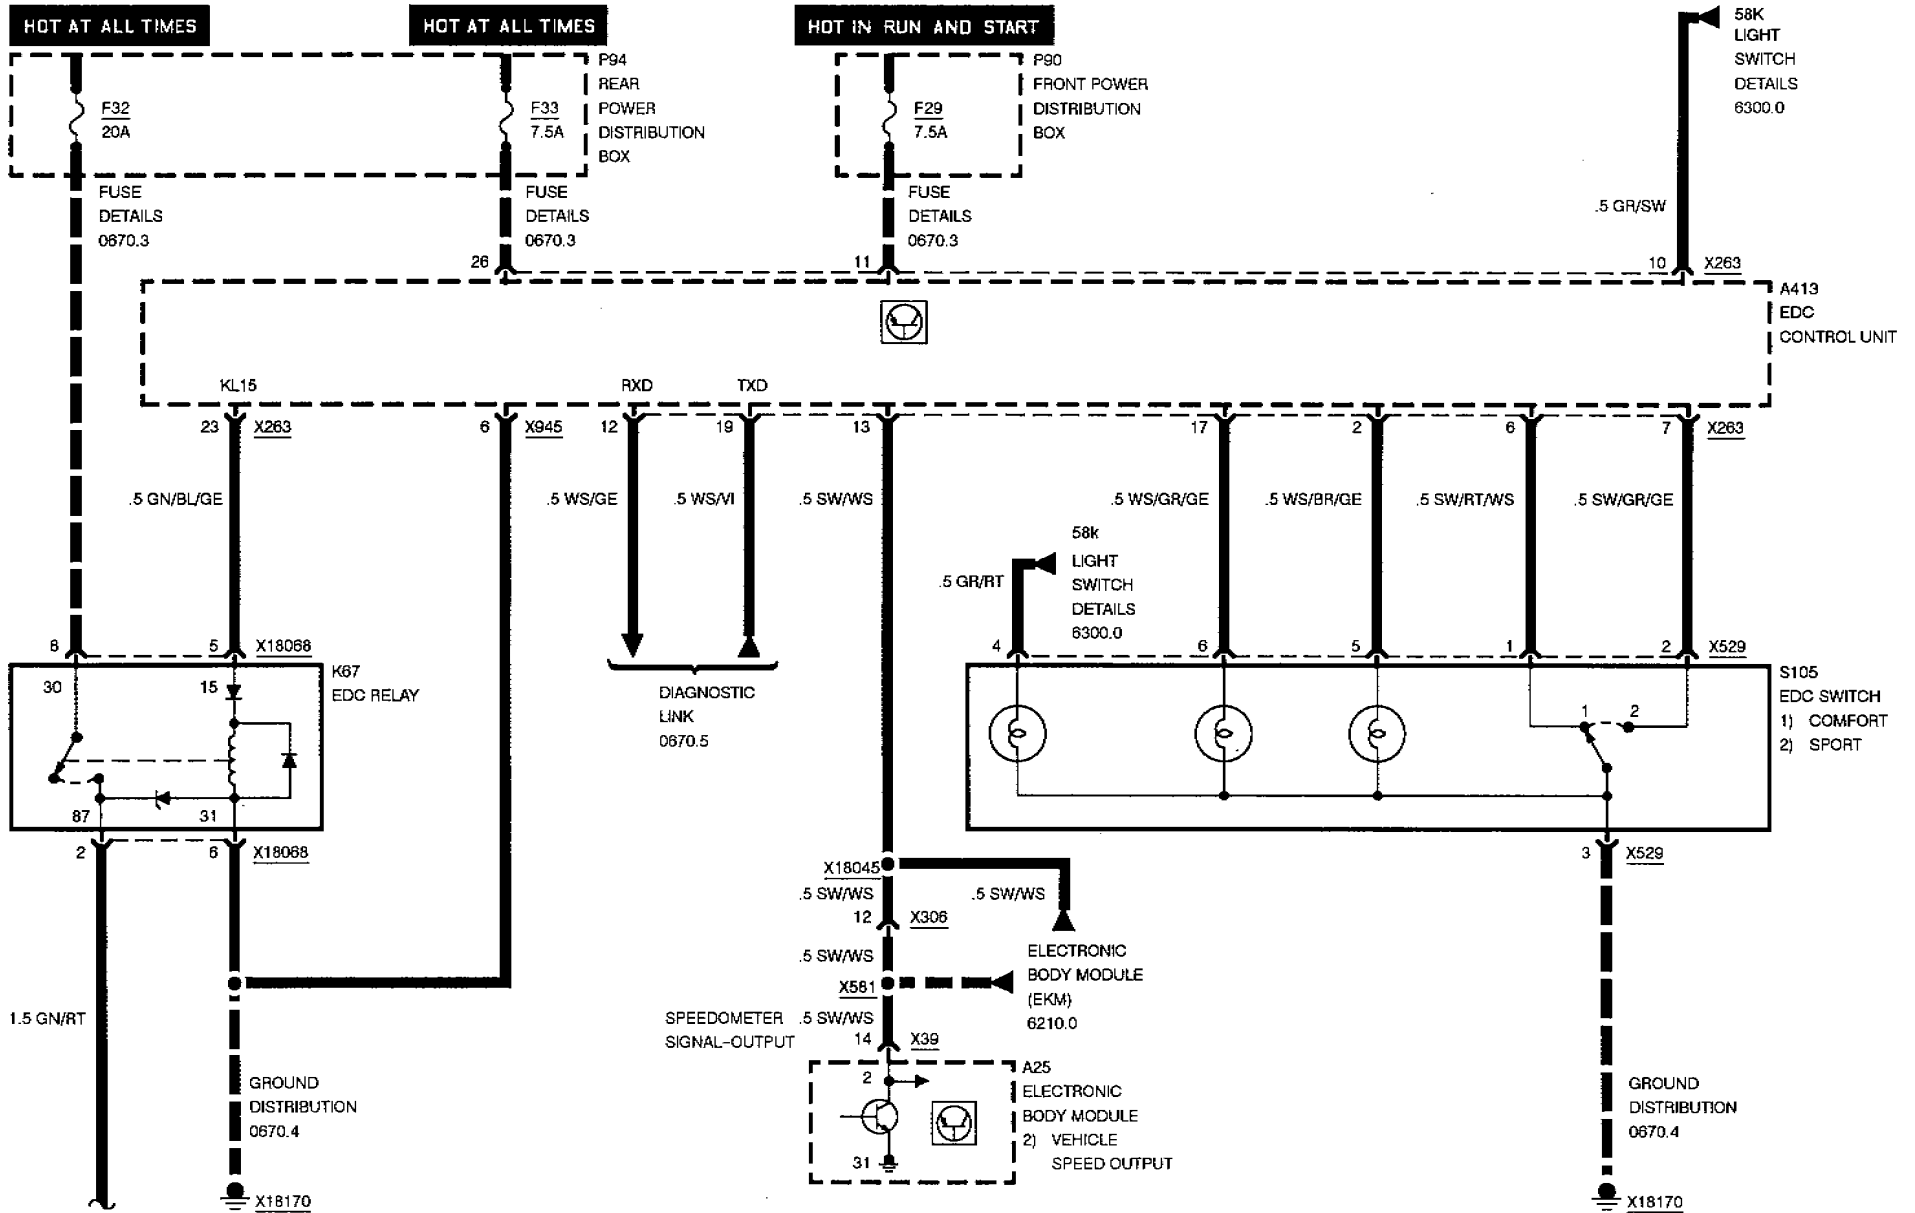 HOT AT ALL TIMES
HOT AT ALL TIMES
HOT IN RUN AND START
58K
LIGHT
SWITCH
DETAILS
6300.0
F32
20A
F33
7.5A
P94
REAR
POWER
DISTRIBUTION
BOX
F29
7.5A
P90
FRONT POWER
DISTRIBUTION
BOX
FUSE
DETAILS
0670.3
FUSE
DETAILS
0670.3
FUSE
DETAILS
0670.3
.5 GR/SW
26
11
10 X263
A413
EDC
CONTROL UNIT
KL15
RXD
TXD
23 X263
6 X945
12
19
13
17
2
6
7 X263
.5 GN/BL/GE
.5 WS/GE
.5 WS/VI
.5 SW/WS
.5 WS/GR/GE
.5 WS/BR/GE
.5 SW/RT/WS
.5 SW/GR/GE
58k
LIGHT
SWITCH
DETAILS
6300.0
.5 GR/RT
8
5 X18068
4
6
5
1
2 X529
K67
EDC RELAY
30
15
87
31
DIAGNOSTIC
LINK
0670.5
S105
EDC SWITCH
1) COMFORT
2) SPORT
1
2
2
6 X18068
3 X529
X18045
.5 SW/WS
.5 SW/WS
12 X306
ELECTRONIC
BODY MODULE
(EKM)
6210.0
.5 SW/WS
X581
1.5 GN/RT
SPEEDOMETER
SIGNAL-OUTPUT
.5 SW/WS
14 X39
A25
ELECTRONIC
BODY MODULE
2) VEHICLE
SPEED OUTPUT
2
31
GROUND
DISTRIBUTION
0670.4
GROUND
DISTRIBUTION
0670.4
X18170
X18170